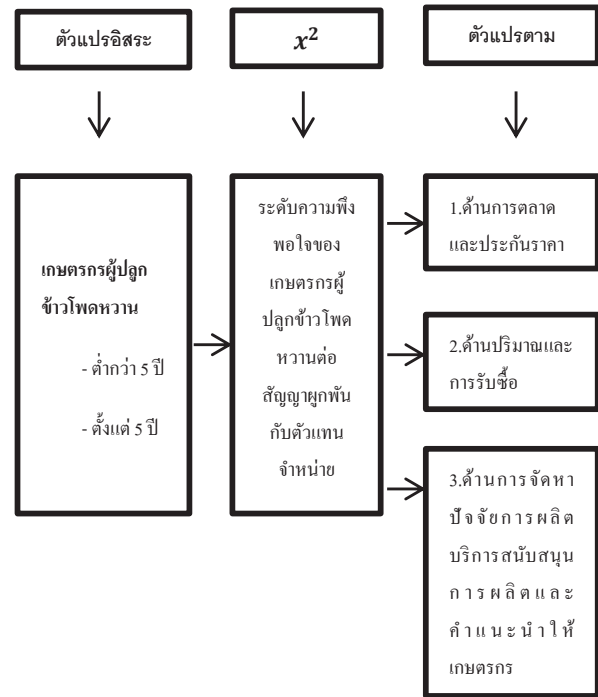 ตัวแปรอิสระ
x²
ตัวแปรตาม
เกษตรกรผู้ปลูก
ข้าวโพดหวาน
- ต่ำกว่า 5 ปี
- ตั้งแต่ 5 ปี
ระดับความพึง
พอใจของ
เกษตรกรผู้
ปลูกข้าวโพด
หวานต่อ
สัญญาผูกพัน
กับตัวแทน
จำหน่าย
1.ด้านการตลาด
และประกันราคา
2.ด้านปริมาณและ
การรับซื้อ
3.ด้านการจัดหา
ปัจจัยการผลิต
บริการสนับสนุน
การผลิตและ
คำแนะนำให้
เกษตรกร